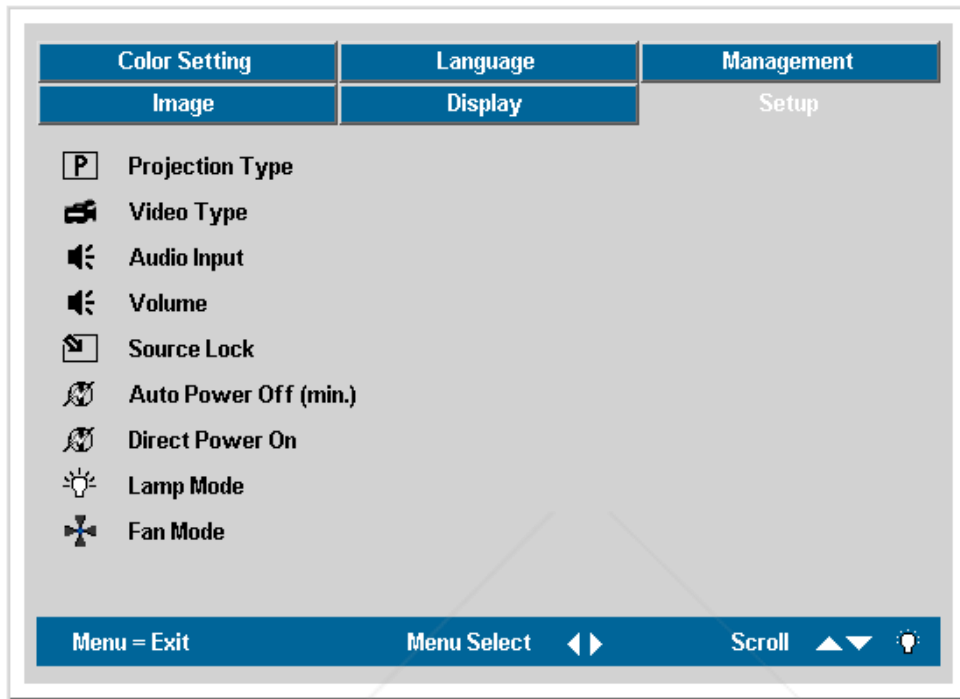 Color Setting Language Management
Image Display Setup
P Projection Type
Video Type
Audio Input
Volume
Source Lock
Auto Power Off (min.)
Direct Power On
Lamp Mode
Fan Mode
Menu = Exit Menu Select Scroll